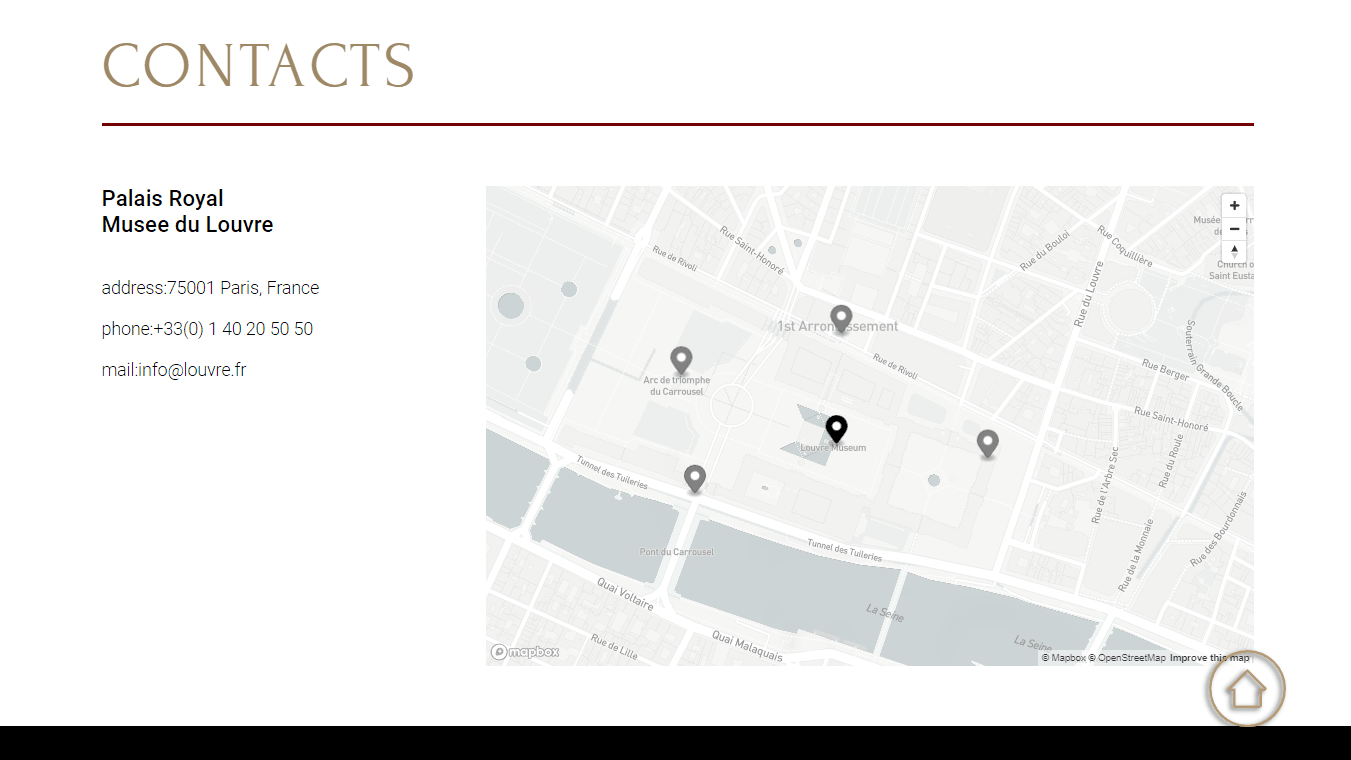 CONTACTS
Palais Royal
Musee du Louvre
address:75001 Paris, France
phone:+33(0) 1 40 20 50 50
mail:info@louvre.fr
Rue de Rivoli
Rue Saint-Honoré
Rue du Bouloi
Rue Coquillière
Musée
Church o
Saint Eusta
Rue du Louvre
1st Arron
ssement
Souterrain Grande Boucle
Arc de triomphe
du Carrousel
Rue de Rivoli
Rue Berger
Rue Saint-Honoré
Louvre Museum
Rue du Roule
Rue de l'Arbre Sec
Tunnel des Tuileries
Rue des Bourdonnais
Rue de la Monnaie
Pont du Carrousel
Tunnel des Tuileries
Quai Voltaire
La Seine
La Seine
Rue de Lille
Quai Malaquais
mapbox
© Mapbox © OpenStreetMap Improve this map